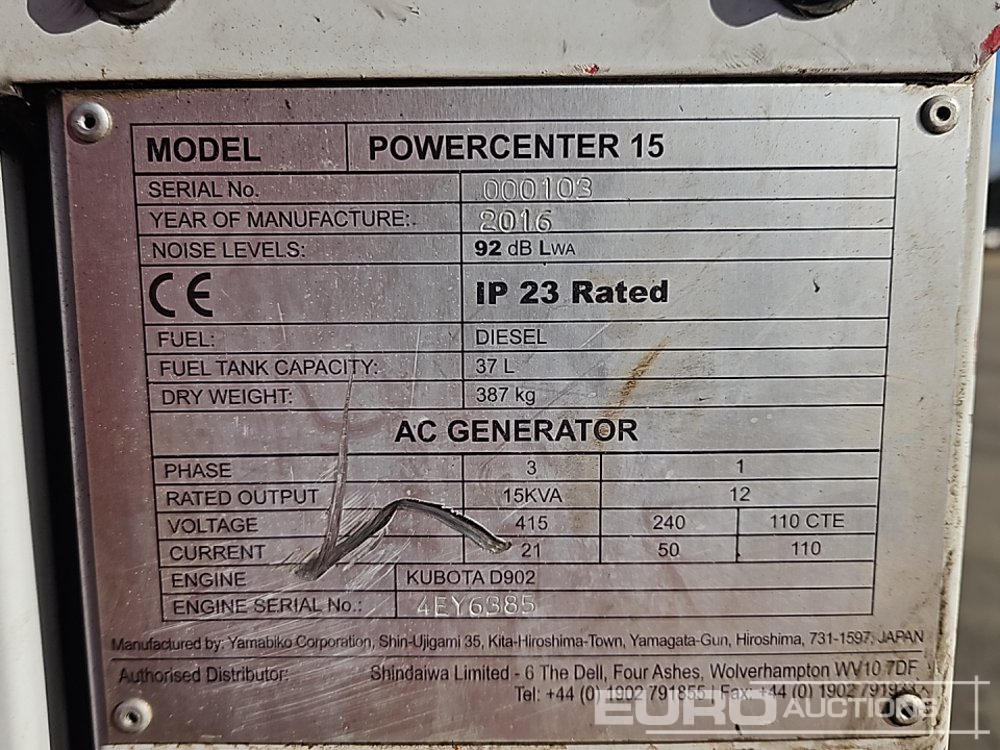 MODEL POWERCENTER 15
SERIAL No. 000103
YEAR OF MANUFACTURE: 2016
NOISE LEVELS: 92 dB LWA
CE IP 23 Rated
FUEL: DIESEL
FUEL TANK CAPACITY: 37 L
DRY WEIGHT: 387 kg
AC GENERATOR
PHASE 3 1
RATED OUTPUT 15KVA 12
VOLTAGE 415 240 110 CTE
CURRENT 21 50 110
ENGINE KUBOTA D902
ENGINE SERIAL No.: 4EY6385
Manufactured by: Yamabiko Corporation, Shin-Ujigami 35, Kita-Hiroshima-Town, Yamagata-Gun, Hiroshima, 731-1597, JAPAN
Authorised Distributor: Shindaiwa Limited - 6 The Dell, Four Ashes, Wolverhampton WV10 7DF
Tel: +44 (0) 1902 791855 Fax: +44 (0) 1902
EURO AUCTIONS